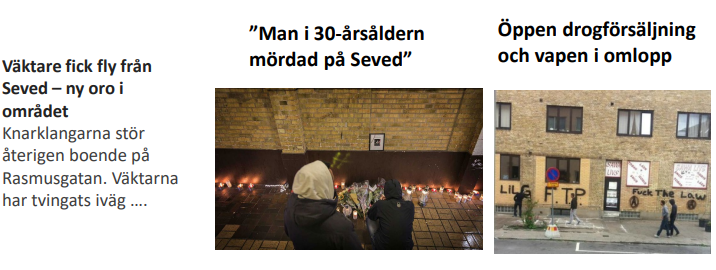 Väktare fick fly från
Seved – ny oro i
området
Knarklangarna stör
återigen boende på
Rasmusgatan. Väktarna
har tvingats iväg ….
”Man i 30-årsåldern
mördad på Seved”
Öppen drogförsäljning
och vapen i omlopp
LIL G
F.T.P
Fuck The Law